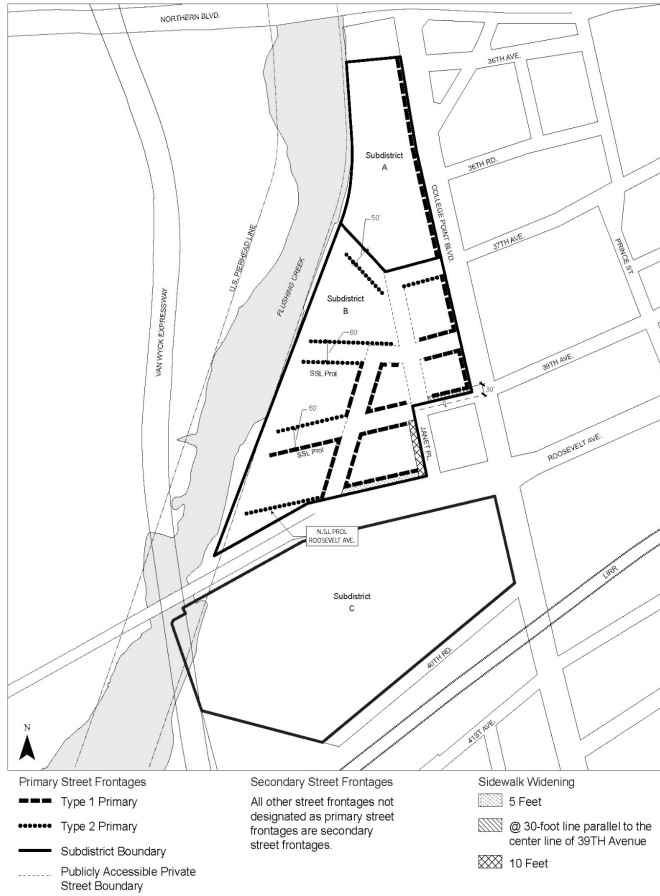 NORTHERN BLVD.
36TH AVE.
Subdistrict
A
36TH RD.
COLLEGE POINT BLVD.
50'
37TH AVE.
PRINCE ST.
U.S. PIERHEAD LINE
FLUSHING CREEK
VAN WYCK EXPRESSWAY
Subdistrict
B
60'
SSL Prol
39TH AVE.
30'
60'
SSL Prol
JANET PL.
ROOSEVELT AVE.
N.S.L PROL
ROOSEVELT AVE.
Subdistrict
C
LIRR
40TH RD.
41ST AVE.
N
Primary Street Frontages
Type 1 Primary
Type 2 Primary
Subdistrict Boundary
Publicly Accessible Private
Street Boundary
Secondary Street Frontages
All other street frontages not
designated as primary street
frontages are secondary
street frontages.
Sidewalk Widening
5 Feet
@ 30-foot line parallel to the
center line of 39TH Avenue
10 Feet